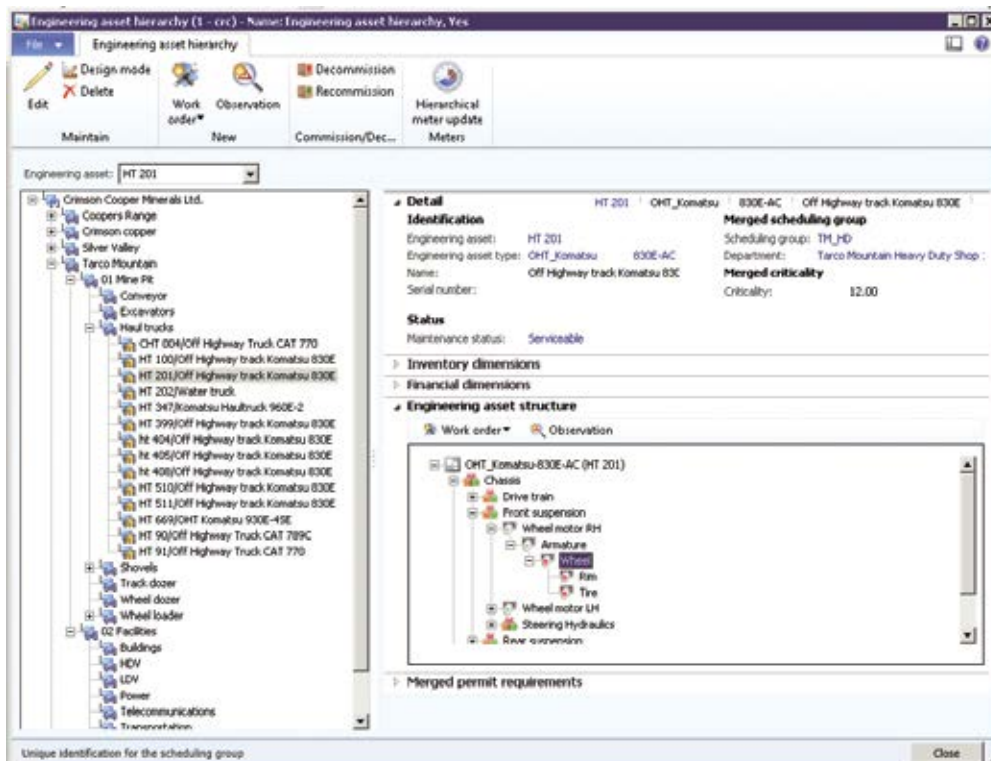 Engineering asset hierarchy (1 - crc) - Name: Engineering asset hierarchy, Yes
File
Engineering asset hierarchy
Edit
Design mode
Delete
Maintain
Work order
Observation
New
Decommission
Recommission
Commission/Dec...
Hierarchical
meter update
Meters
Engineering asset: HT 201
Crimson Cooper Minerals Ltd.
Coopers Range
Crimson copper
Silver Valley
Tarco Mountain
01 Mine Pit
Conveyor
Excavators
Haul trucks
CHT 004/Off Highway Truck CAT 770
HT 100/Off Highway track Komatsu 830E
HT 201/Off Highway track Komatsu 830E
HT 202/Water truck
HT 347/Komatsu Haultruck 960E-2
HT 399/Off Highway track Komatsu 830E
ht 404/Off Highway track Komatsu 830E
ht 405/Off Highway track Komatsu 830E
ht 408/Off Highway track Komatsu 830E
HT 510/Off Highway track Komatsu 830E
HT 511/Off Highway track Komatsu 830E
HT 669/OHT Komatsu 930E-4SE
HT 90/Off Highway Truck CAT 789C
HT 91/Off Highway Truck CAT 770
Shovels
Track dozer
Wheel dozer
Wheel loader
02 Facilities
Buildings
HDV
LDV
Power
Telecommunications
Transportation
Detail HT 201 OHT_Komatsu 830E-AC Off Highway track Komatsu 830E
Identification
Engineering asset: HT 201
Engineering asset type: OHT_Komatsu 830E-AC
Name: Off Highway track Komatsu 83
Serial number:
Status
Maintenance status: Serviceable
Merged scheduling group
Scheduling group: TM_HD
Department: Tarco Mountain Heavy Duty Shop
Merged criticality
Criticality: 12.00
Inventory dimensions
Financial dimensions
Engineering asset structure
Work order Observation
OHT_Komatsu-830E-AC (HT 201)
Chassis
Drive train
Front suspension
Wheel motor RH
Armature
Wheel
Rim
Tire
Wheel motor LH
Steering Hydraulics
Rear suspension
Merged permit requirements
Unique identification for the scheduling group
Close